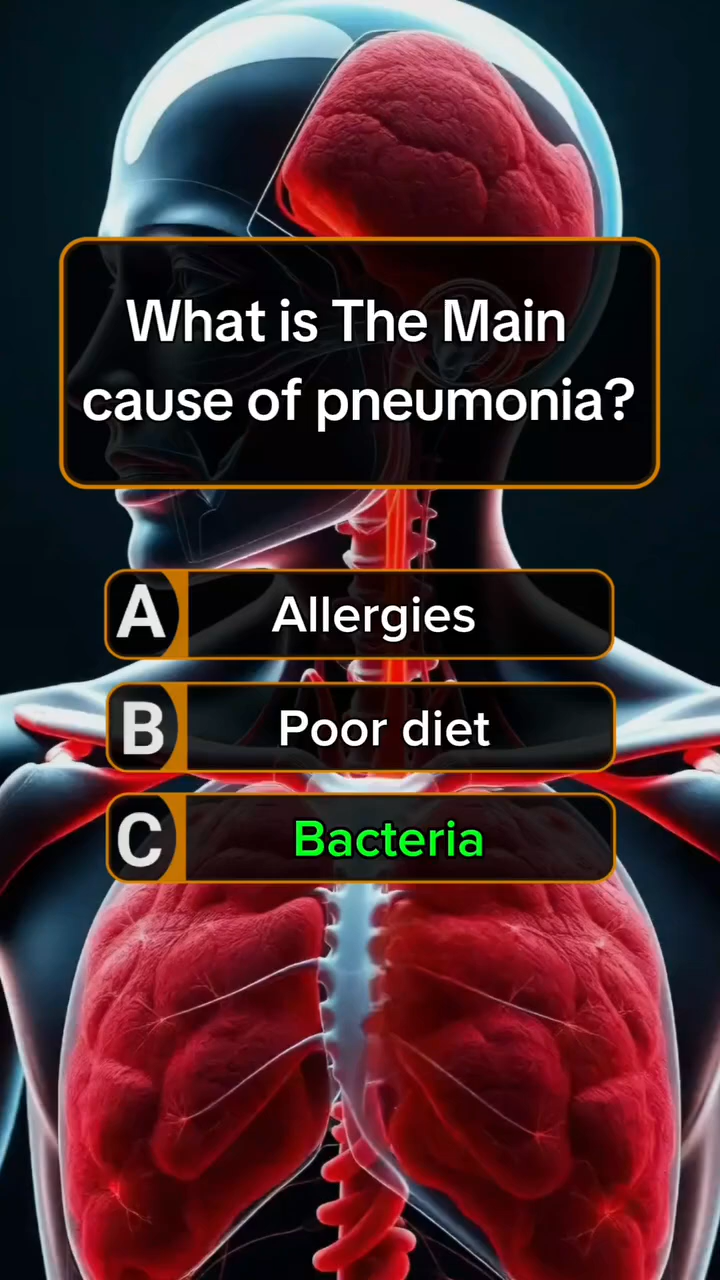 What is The Main
cause of pneumonia?
A Allergies
B Poor diet
C Bacteria